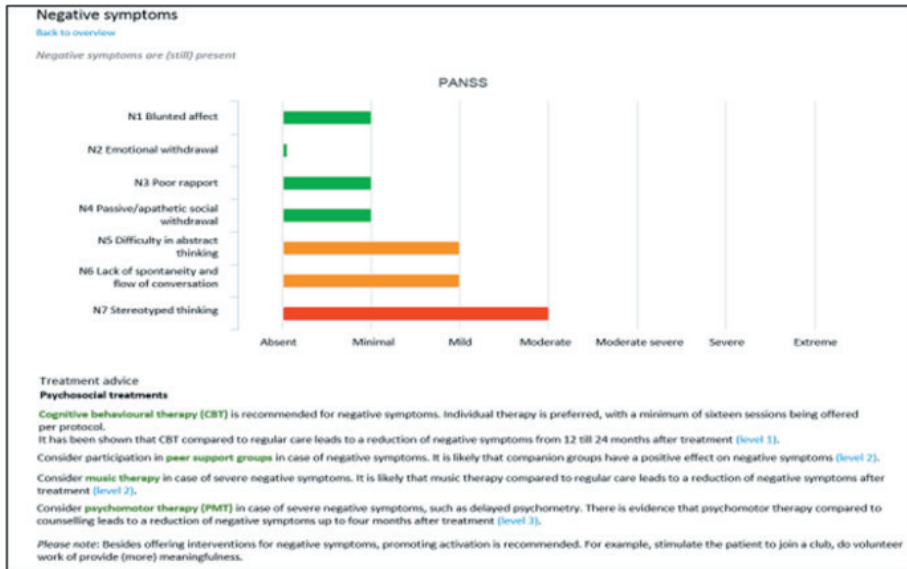 Negative symptoms
Back to overview
Negative symptoms are (still) present
PANSS
N1 Blunted affect
N2 Emotional withdrawal
N3 Poor rapport
N4 Passive/apathetic social
withdrawal
N5 Difficulty in abstract
thinking
N6 Lack of spontaneity and
flow of conversation
N7 Stereotyped thinking
Absent Minimal Mild Moderate Moderate severe Severe Extreme
Treatment advice
Psychosocial treatments
Cognitive behavioural therapy (CBT) is recommended for negative symptoms. Individual therapy is preferred, with a minimum of sixteen sessions being offered
per protocol.
It has been shown that CBT compared to regular care leads to a reduction of negative symptoms from 12 till 24 months after treatment (level 1).
Consider participation in peer support groups in case of negative symptoms. It is likely that companion groups have a positive effect on negative symptoms (level 2).
Consider music therapy in case of severe negative symptoms. It is likely that music therapy compared to regular care leads to a reduction of negative symptoms after
treatment (level 2).
Consider psychomotor therapy (PMT) in case of severe negative symptoms, such as delayed psychometry. There is evidence that psychomotor therapy compared to
counselling leads to a reduction of negative symptoms up to four months after treatment (level 3).
Please note: Besides offering interventions for negative symptoms, promoting activation is recommended. For example, stimulate the patient to join a club, do volunteer
work of provide (more) meaningfulness.